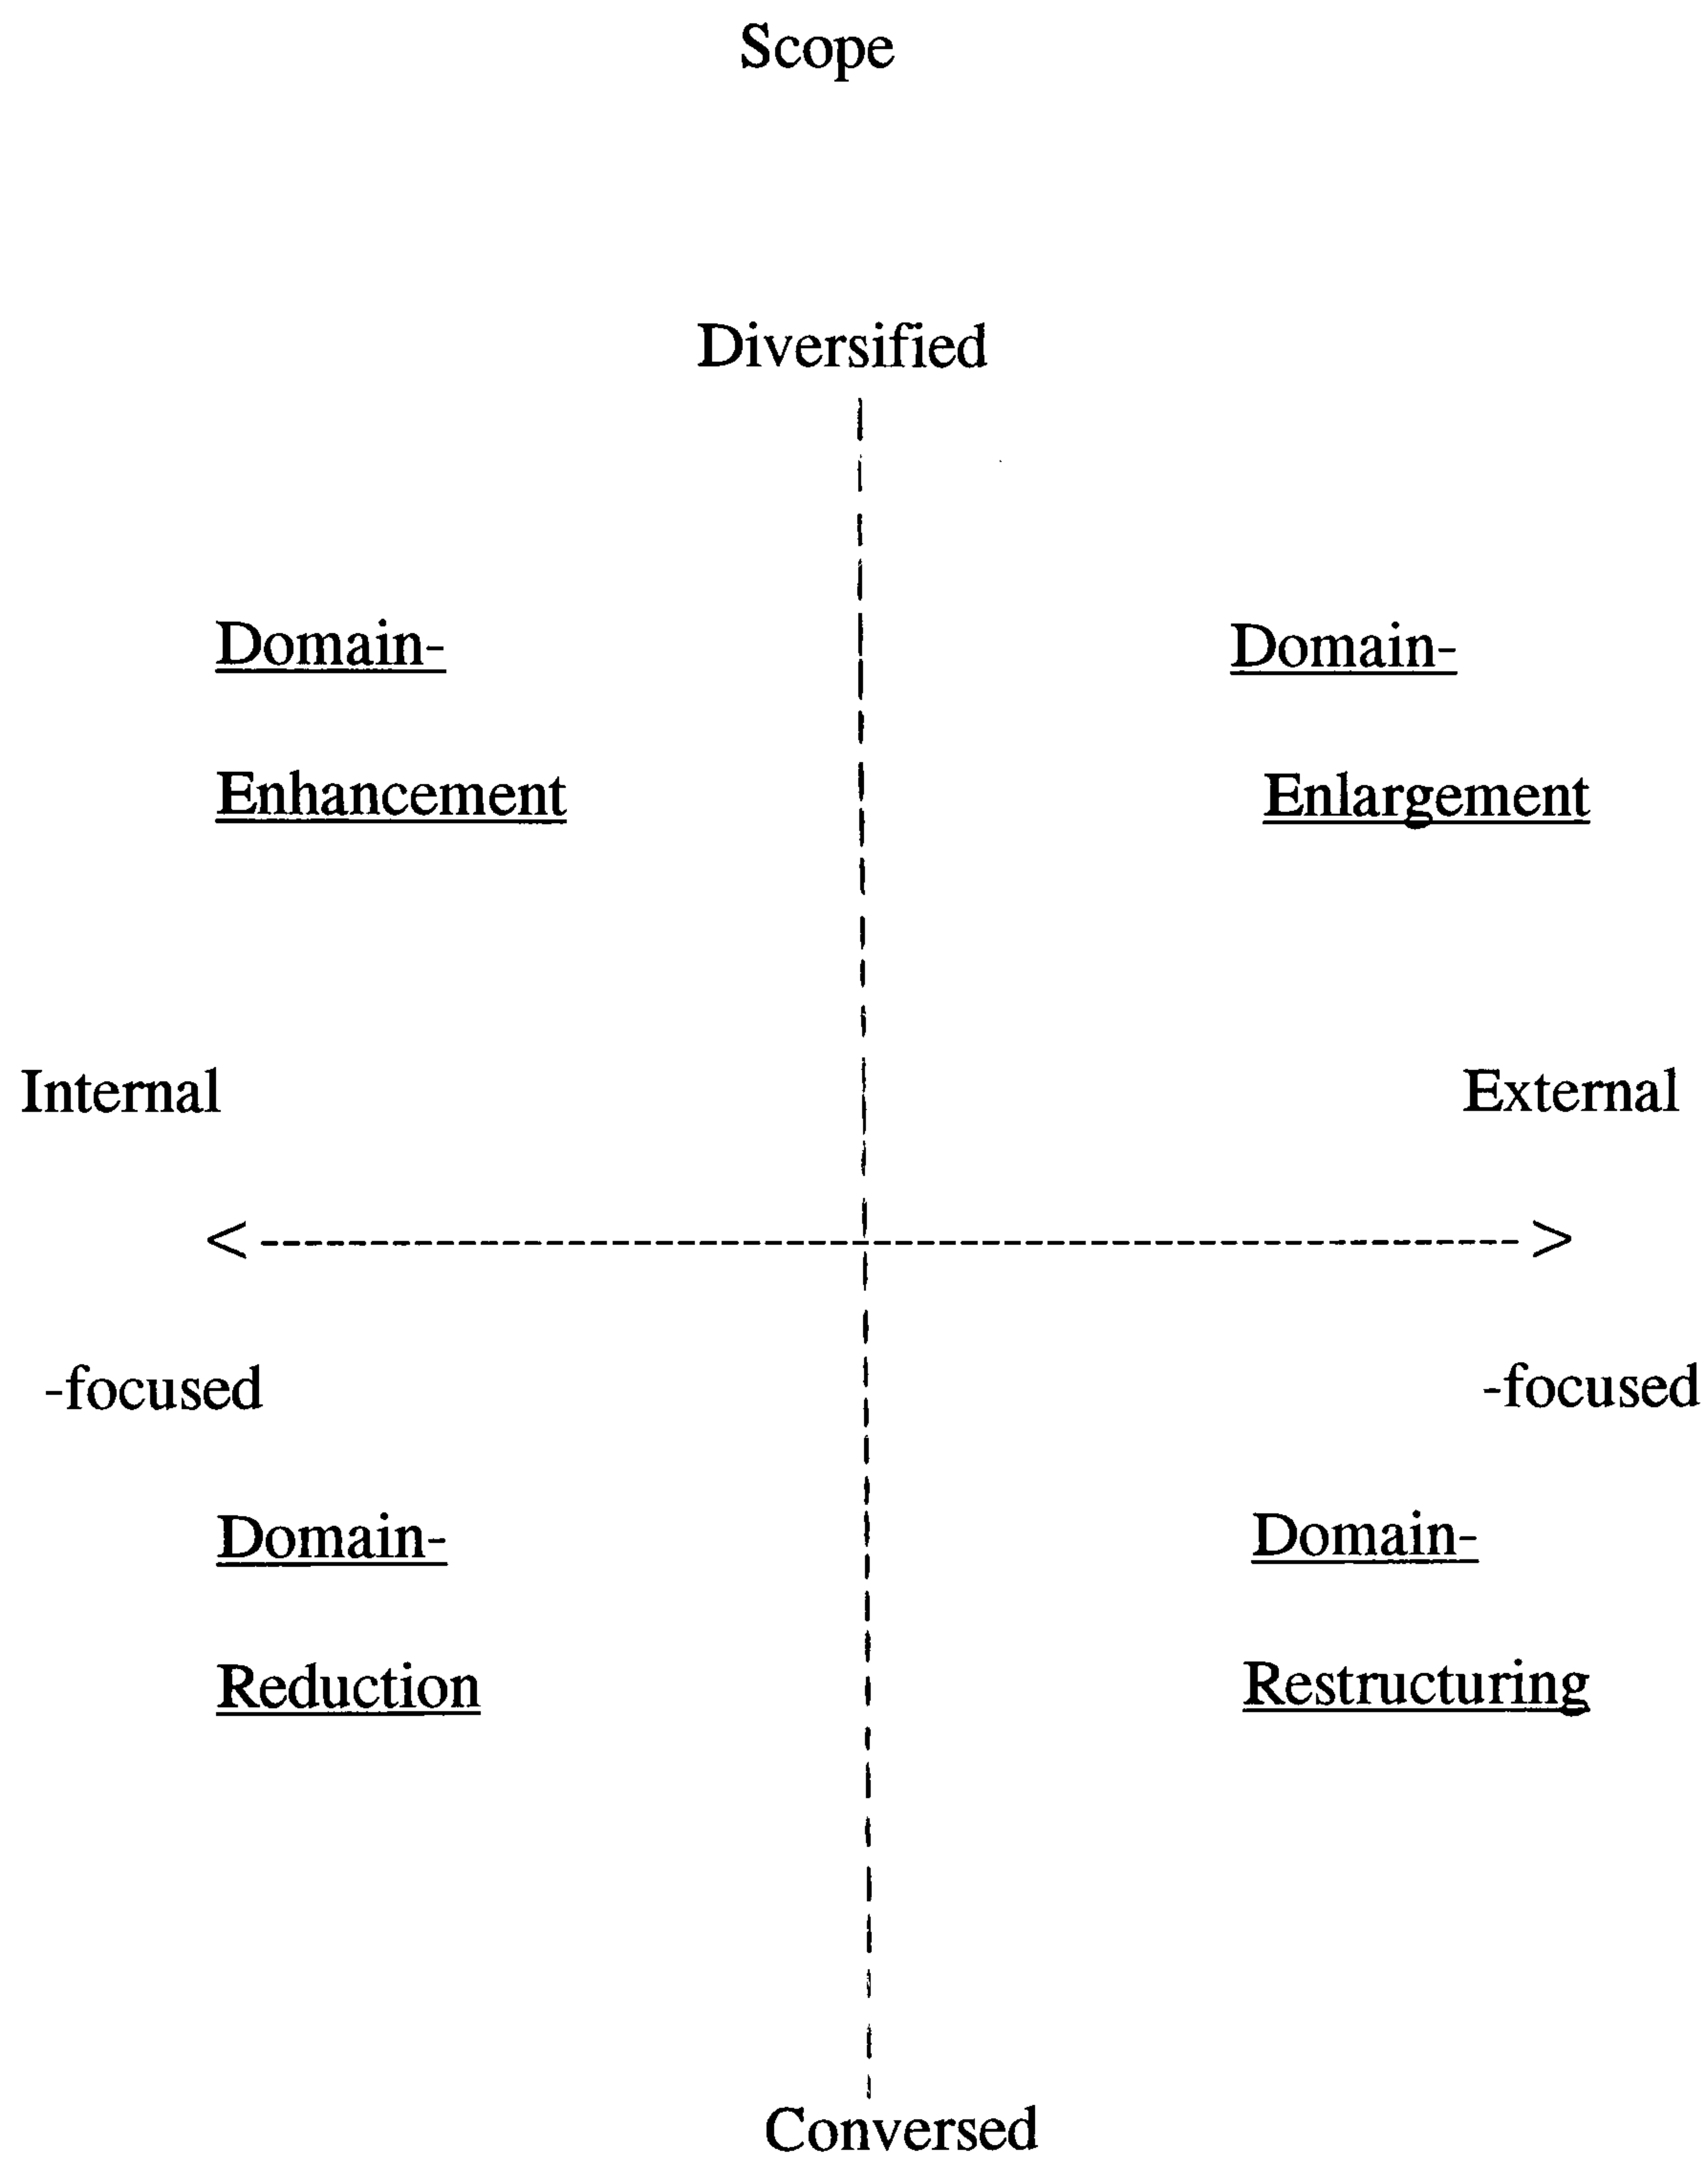 Scope
Diversified
Domain- Domain-
Enhancement Enlargement
Internal External
< ------------------------------------------------------------ >
-focused -focused
Domain- Domain-
Reduction Restructuring
Conversed